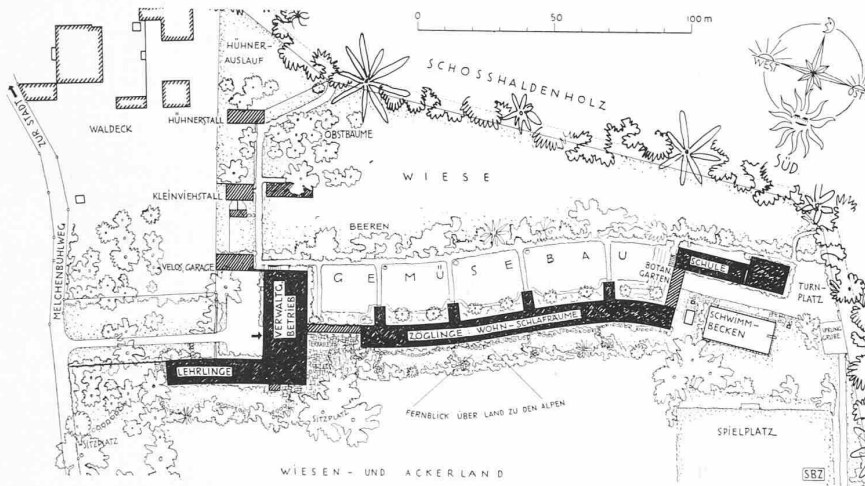 0
50
100 m
HÜHNER-
AUSLAUF
SCHOSSHALDENHOLZ
WEST
SÜD
ZUR STADT
WALDECK
HÜHNERSTALL
OBSTBÄUME
WIESE
KLEINVIEHSTALL
BEEREN
MELCHENBÜHLWEG
VELOS, GARAGE
GEMÜSEBAU
BOTAN.
GARTEN
SCHULE
TURN-
PLATZ
VERWALTG.
BETRIEB
ZÖGLINGE WOHN-SCHLAFRÄUME
SCHWIMM-
BECKEN
SPRUNG
GRUBE
LEHRLINGE
SITZPLATZ
FERNBLICK ÜBER LAND ZU DEN ALPEN
SITZPLATZ
SPIELPLATZ
WIESEN- UND ACKERLAND
SBZ